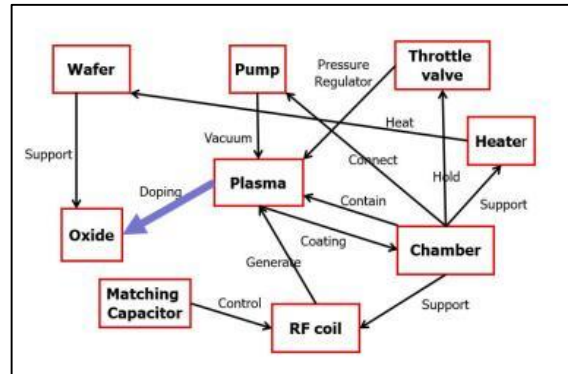 Wafer
Pump
Pressure
Regulator
Throttle
valve
Heat
Heater
Support
Vacuum
Connect
Doping
Plasma
Hold
Support
Contain
Oxide
Coating
Chamber
Generate
Matching
Capacitor
Control
RF coil
Support